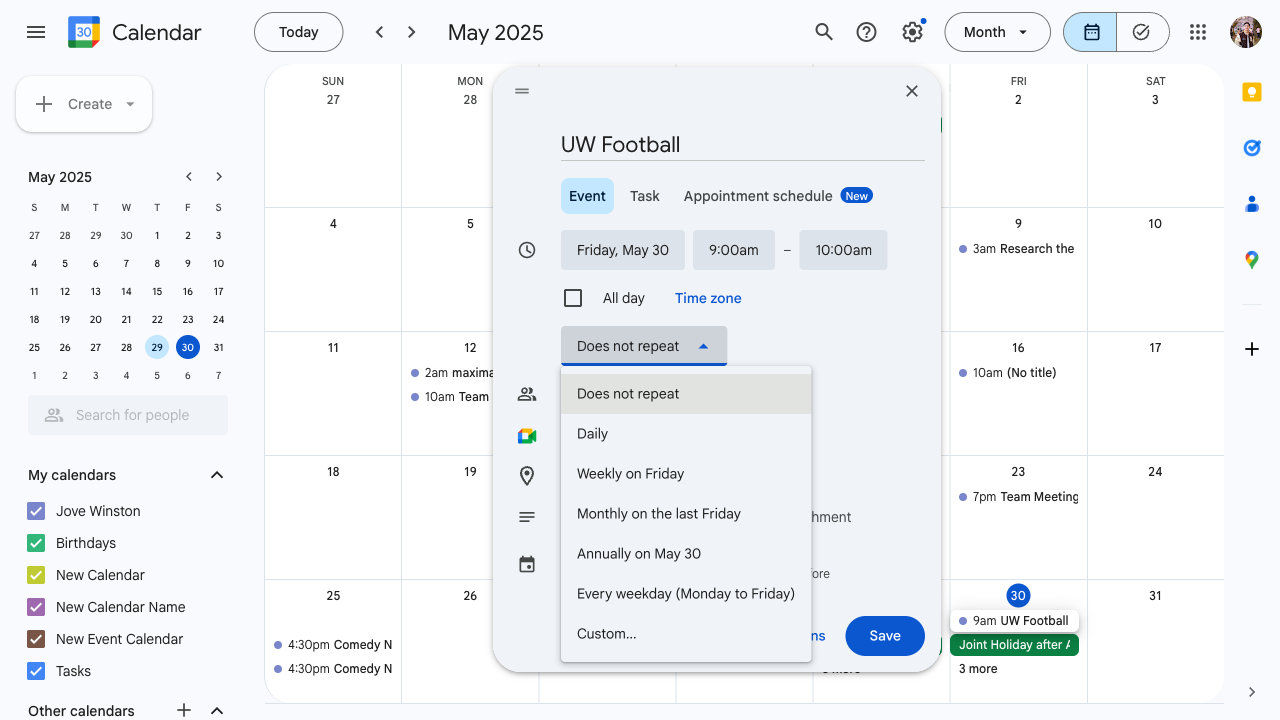 30
Calendar
Today
May 2025
Month
Create
May 2025
S M T W T F S
27 28 29 30 1 2 3
4 5 6 7 8 9 10
11 12 13 14 15 16 17
18 19 20 21 22 23 24
25 26 27 28 29 30 31
1 2 3 4 5 6 7
Search for people
My calendars
Jove Winston
Birthdays
New Calendar
New Calendar Name
New Event Calendar
Tasks
Other calendars
SUN MON FRI SAT
27 28 2 3
4 5 9 10
3am Research the
11 12 16 17
2am maxima
10am Team
10am (No title)
18 19 23 24
7pm Team Meeting
25 26 30 31
4:30pm Comedy N
4:30pm Comedy N
9am UW Football
Joint Holiday after A
3 more
UW Football
Event Task Appointment schedule New
Friday, May 30 9:00am – 10:00am
All day Time zone
Does not repeat
Does not repeat
Daily
Weekly on Friday
Monthly on the last Friday
Annually on May 30
Every weekday (Monday to Friday)
Custom...
hment
fore
ns
Save